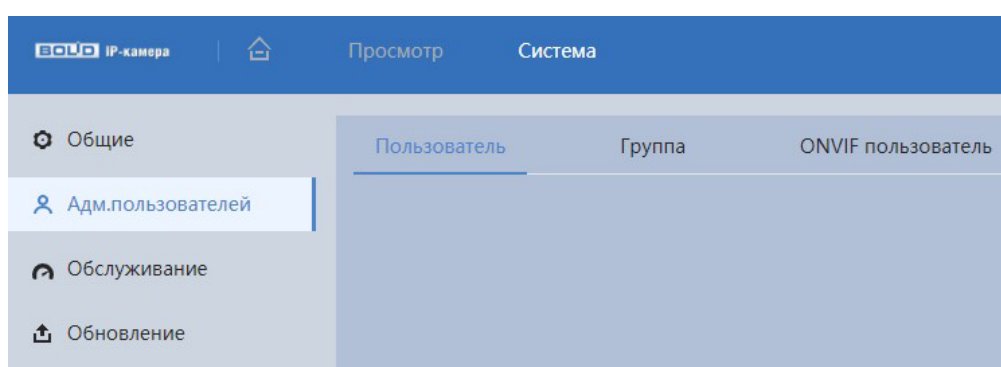 BOLID IP-камера
Просмотр
Система
Общие
Адм.пользователей
Обслуживание
Обновление
Пользователь
Группа
ONVIF пользователь